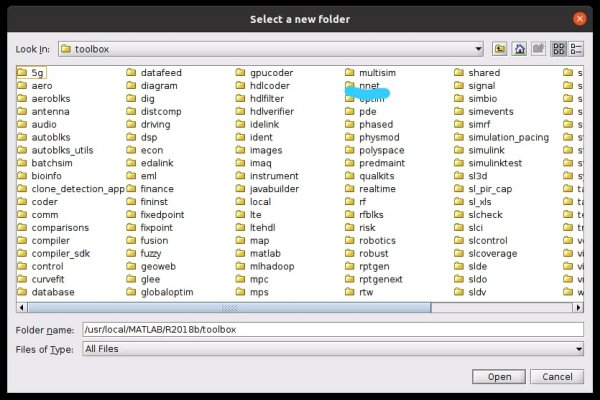 Select a new folder
Look In: toolbox
5g datafeed gpucoder multisim shared s
aero diagram hdlcoder nnet signal s
aeroblks dig hdlfilter optim simbio s
antenna distcomp hdlverifier pde simevents s
audio driving idelink phased simrf s
autoblks dsp ident physmod simulation_pacing s
autoblks_utils econ images polyspace simulink s
batchsim edalink imaq predmaint simulinktest s
bioinfo eml instrument qualkits sl3d s
clone_detection_app finance javabuilder realtime sl_pir_cap
coder fininst local rf sl_xls
comm fixedpoint lte rfblks slcheck
comparisons fixpoint ltehdl risk slci
compiler fusion map robotics slcontrol
compiler_sdk fuzzy matlab robust slcoverage
control geoweb mlhadoop rptgen slde
curvefit glee mpc rptgenext sldo
database globaloptim mps rtw sldv
Folder name: /usr/local/MATLAB/R2018b/toolbox
Files of Type: All Files
Open Cancel